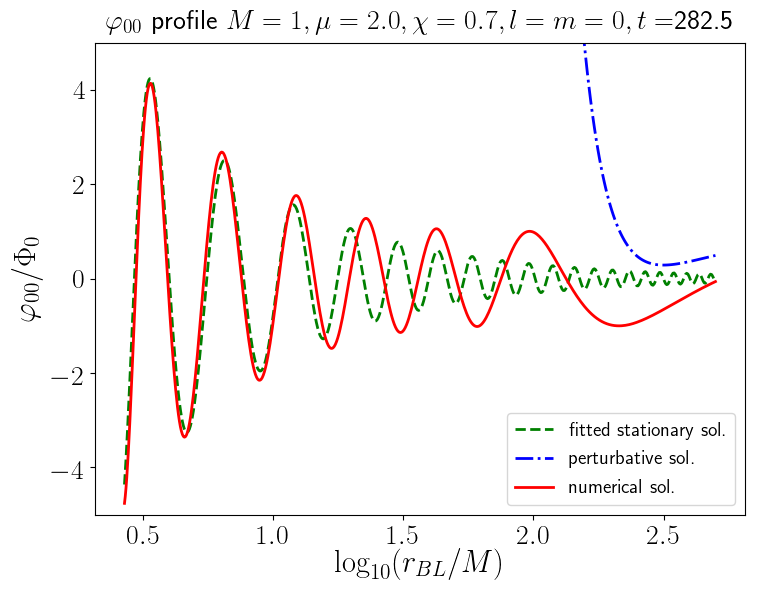 φ₀₀ profile M = 1, μ = 2.0, χ = 0.7, l = m = 0, t =282.5
φ₀₀/Φ₀
4
2
0
−2
−4
fitted stationary sol.
perturbative sol.
numerical sol.
0.5 1.0 1.5 2.0 2.5
log₁₀(r_BL/M)